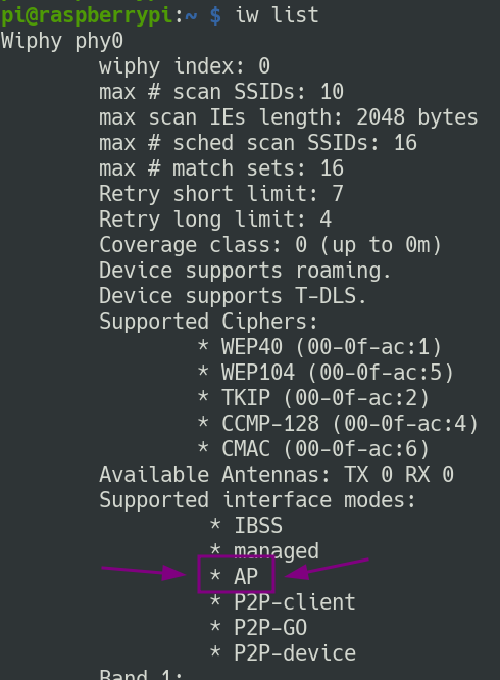 pi@raspberrypi:~ $ iw list
Wiphy phy0
wiphy index: 0
max # scan SSIDs: 10
max scan IEs length: 2048 bytes
max # sched scan SSIDs: 16
max # match sets: 16
Retry short limit: 7
Retry long limit: 4
Coverage class: 0 (up to 0m)
Device supports roaming.
Device supports T-DLS.
Supported Ciphers:
* WEP40 (00-0f-ac:1)
* WEP104 (00-0f-ac:5)
* TKIP (00-0f-ac:2)
* CCMP-128 (00-0f-ac:4)
* CMAC (00-0f-ac:6)
Available Antennas: TX 0 RX 0
Supported interface modes:
* IBSS
* managed
* AP
* P2P-client
* P2P-GO
* P2P-device
Band 1: